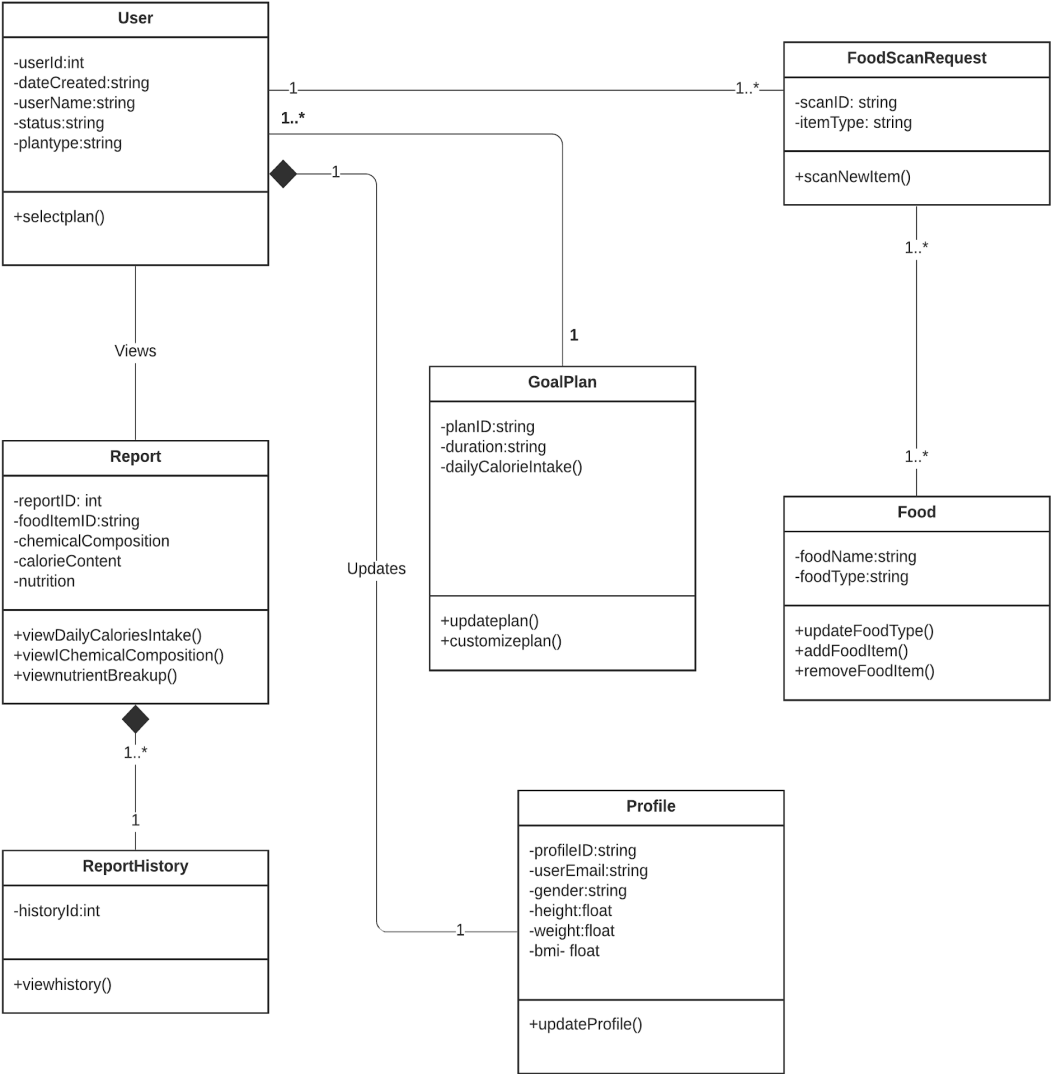 User
-userId:int
-dateCreated:string
-userName:string
-status:string
-plantype:string
+selectplan()
1
1..*
1..*
1
1
Views
Updates
1
FoodScanRequest
-scanID: string
-itemType: string
+scanNewItem()
1..*
1..*
GoalPlan
-planID:string
-duration:string
-dailyCalorieIntake()
+updateplan()
+customizeplan()
Report
-reportID: int
-foodItemID:string
-chemicalComposition
-calorieContent
-nutrition
+viewDailyCaloriesIntake()
+viewIChemicalComposition()
+viewnutrientBreakup()
1..*
1
Food
-foodName:string
-foodType:string
+updateFoodType()
+addFoodItem()
+removeFoodItem()
ReportHistory
-historyId:int
+viewhistory()
Profile
-profileID:string
-userEmail:string
-gender:string
-height:float
-weight:float
-bmi- float
+updateProfile()